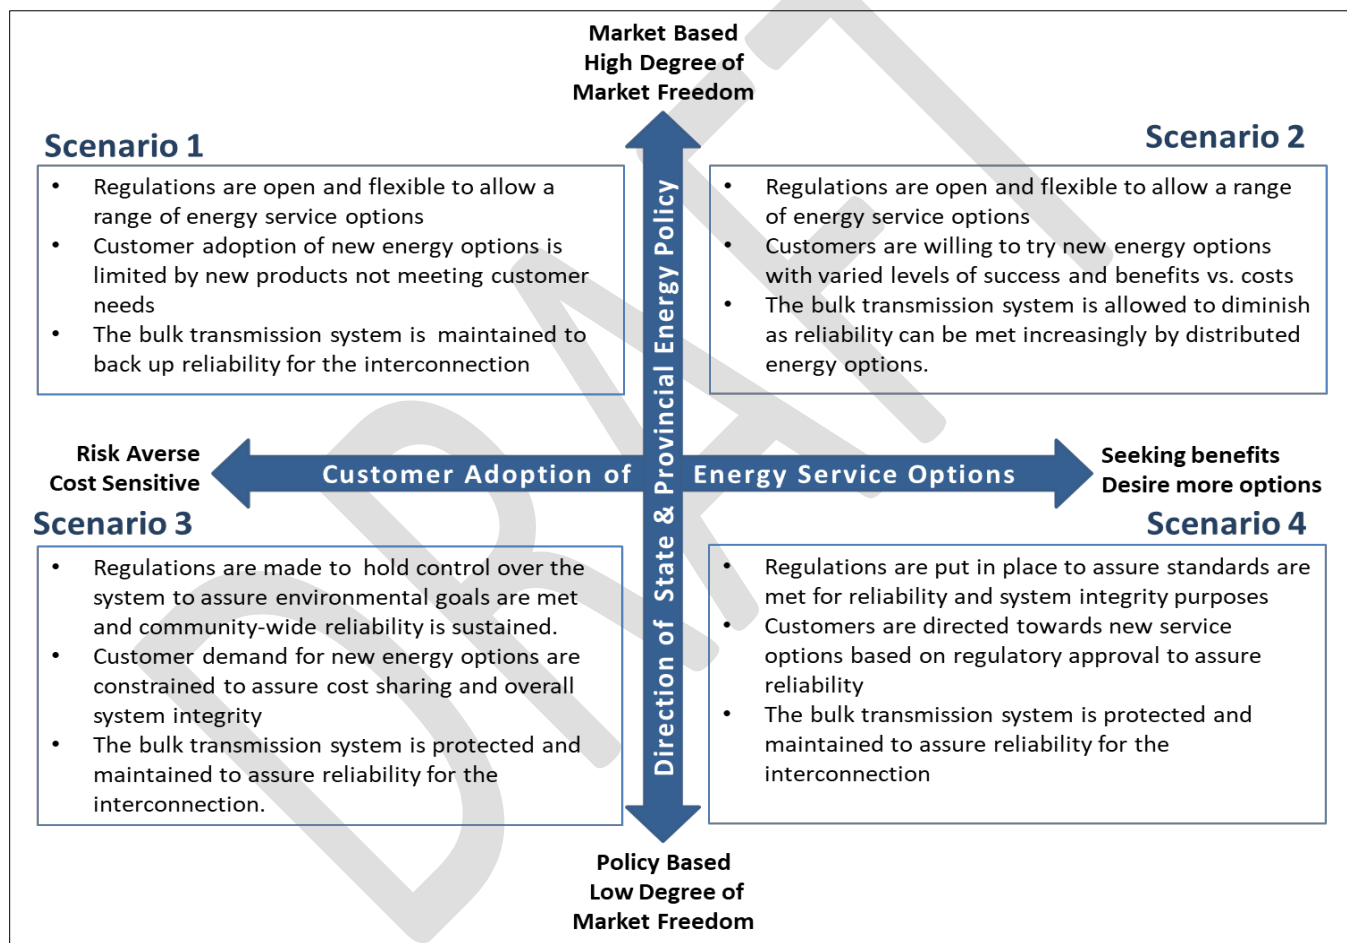 Market Based
High Degree of
Market Freedom
Scenario 1
• Regulations are open and flexible to allow a
range of energy service options
• Customer adoption of new energy options is
limited by new products not meeting customer
needs
• The bulk transmission system is maintained to
back up reliability for the interconnection
Scenario 2
• Regulations are open and flexible to allow a range
of energy service options
• Customers are willing to try new energy options
with varied levels of success and benefits vs. costs
• The bulk transmission system is allowed to diminish
as reliability can be met increasingly by distributed
energy options.
Direction of State & Provincial Energy Policy
Risk Averse
Cost Sensitive
Customer Adoption of Energy Service Options
Seeking benefits
Desire more options
Scenario 3
• Regulations are made to hold control over the
system to assure environmental goals are met
and community-wide reliability is sustained.
• Customer demand for new energy options are
constrained to assure cost sharing and overall
system integrity
• The bulk transmission system is protected and
maintained to assure reliability for the
interconnection.
Scenario 4
• Regulations are put in place to assure standards are
met for reliability and system integrity purposes
• Customers are directed towards new service
options based on regulatory approval to assure
reliability
• The bulk transmission system is protected and
maintained to assure reliability for the
interconnection
Policy Based
Low Degree of
Market Freedom
DRAFT